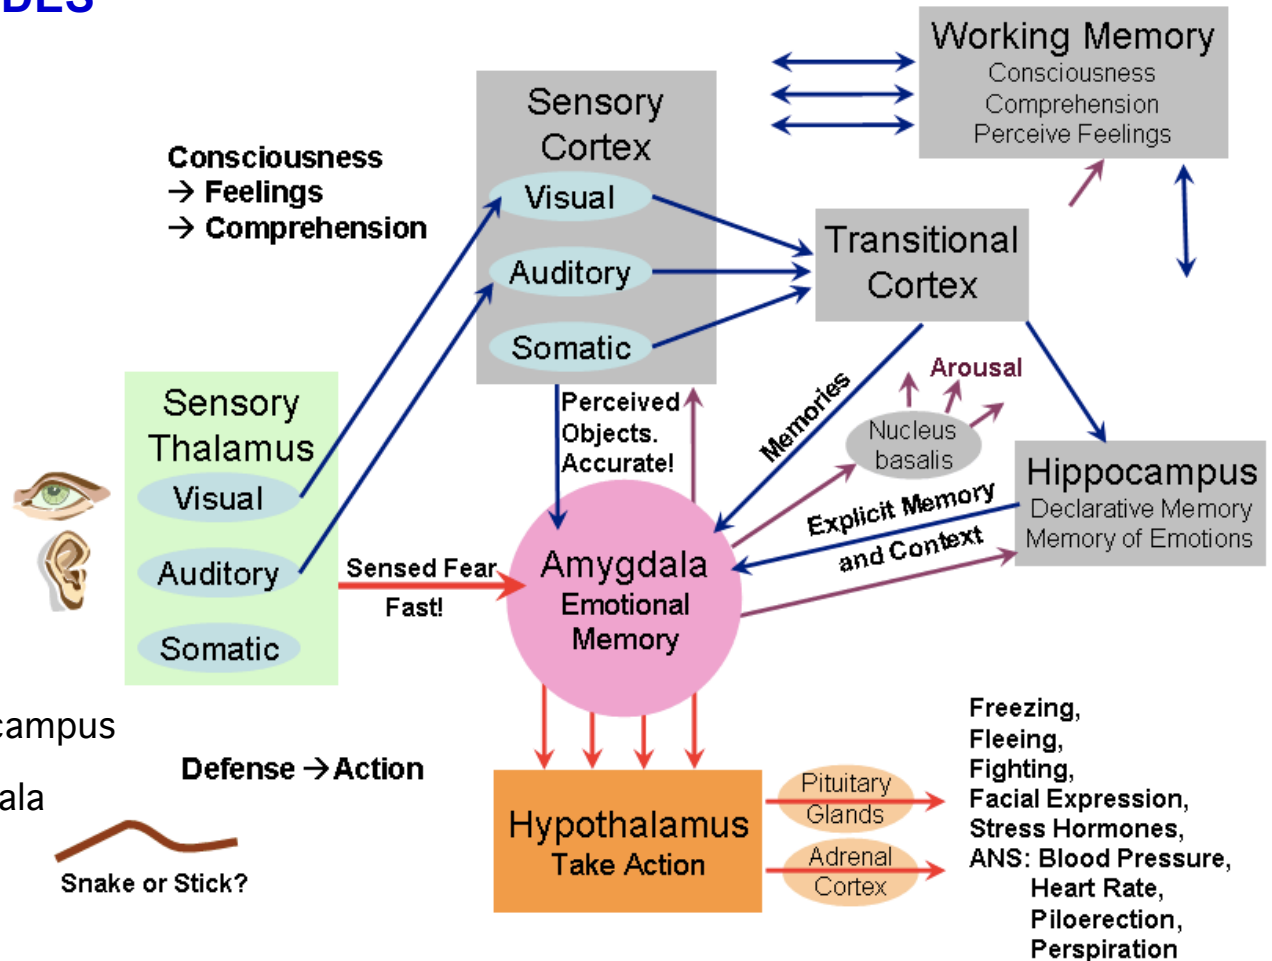 DES
Working Memory
Consciousness
Comprehension
Perceive Feelings
Sensory
Cortex
Visual
Auditory
Somatic
Consciousness
→ Feelings
→ Comprehension
Transitional
Cortex
Sensory
Thalamus
Visual
Auditory
Somatic
Perceived
Objects.
Accurate!
Memories
Arousal
Nucleus
basalis
Hippocampus
Declarative Memory
Memory of Emotions
Explicit Memory
and Context
Sensed Fear
Fast!
Amygdala
Emotional
Memory
campus
ala
Defense → Action
Snake or Stick?
Hypothalamus
Take Action
Pituitary
Glands
Adrenal
Cortex
Freezing,
Fleeing,
Fighting,
Facial Expression,
Stress Hormones,
ANS: Blood Pressure,
Heart Rate,
Piloerection,
Perspiration